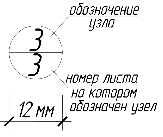 обозначение
узла
3
3
номер листа
на котором
обозначен узел
12 мм